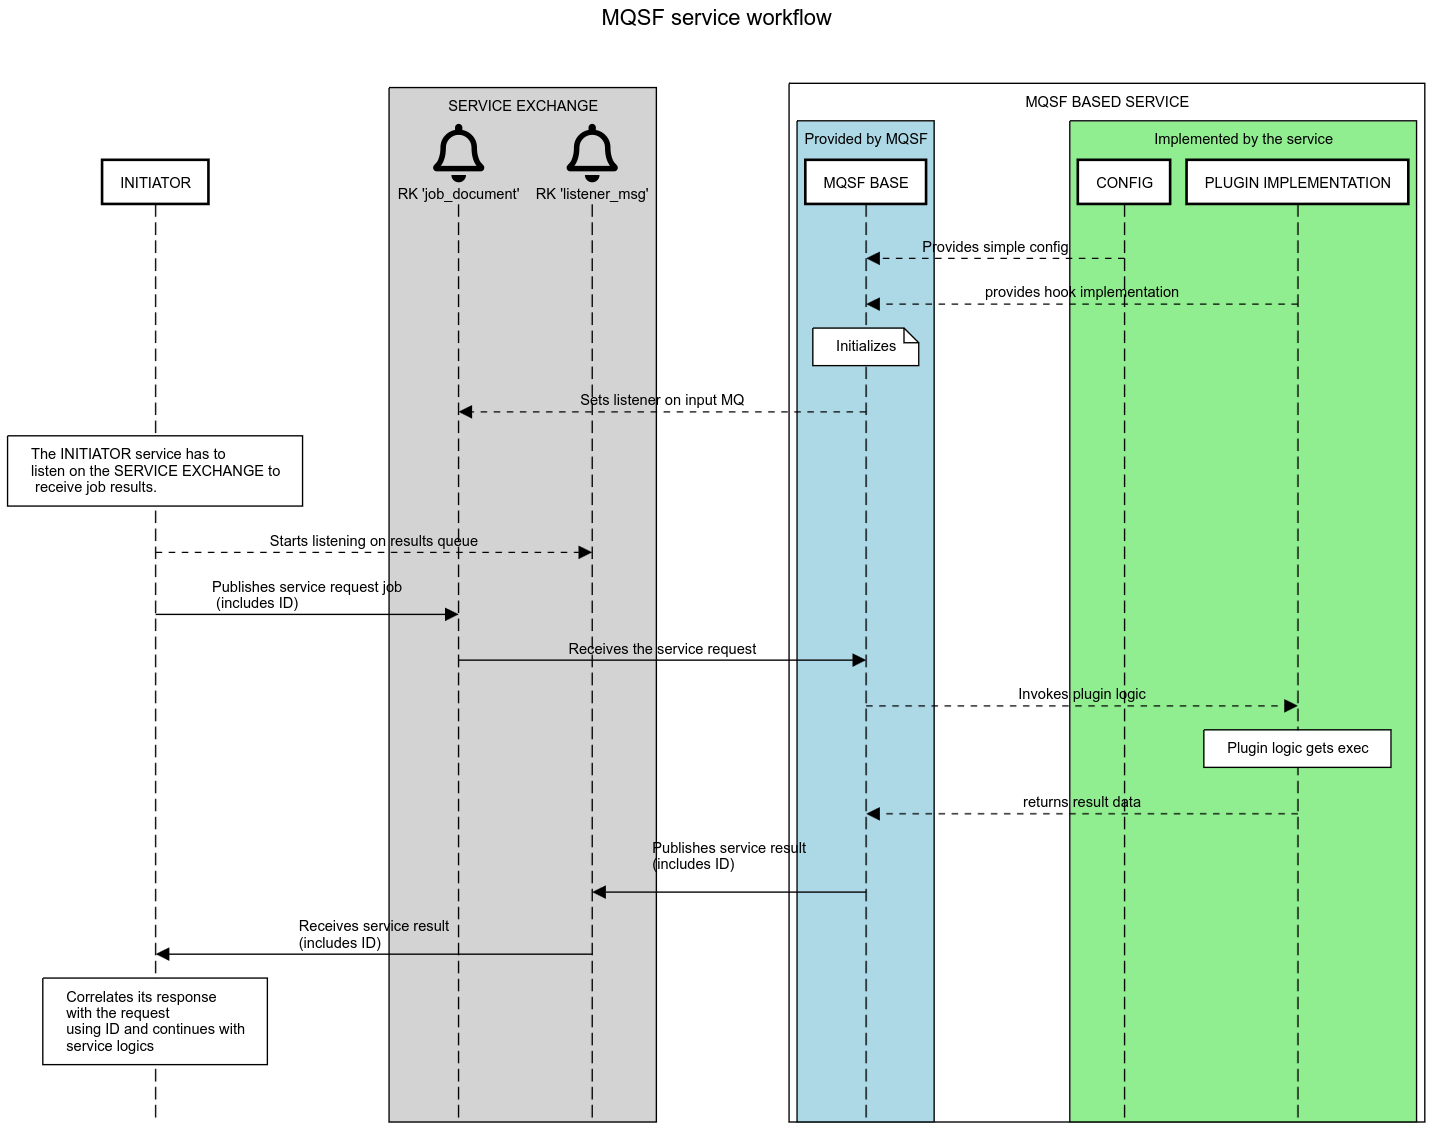 MQSF service workflow
SERVICE EXCHANGE
MQSF BASED SERVICE
Provided by MQSF
Implemented by the service
INITIATOR
RK 'job_document'
RK 'listener_msg'
MQSF BASE
CONFIG
PLUGIN IMPLEMENTATION
Provides simple config
provides hook implementation
Initializes
Sets listener on input MQ
The INITIATOR service has to
listen on the SERVICE EXCHANGE to
receive job results.
Starts listening on results queue
Publishes service request job
(includes ID)
Receives the service request
Invokes plugin logic
Plugin logic gets exec
returns result data
Publishes service result
(includes ID)
Receives service result
(includes ID)
Correlates its response
with the request
using ID and continues with
service logics